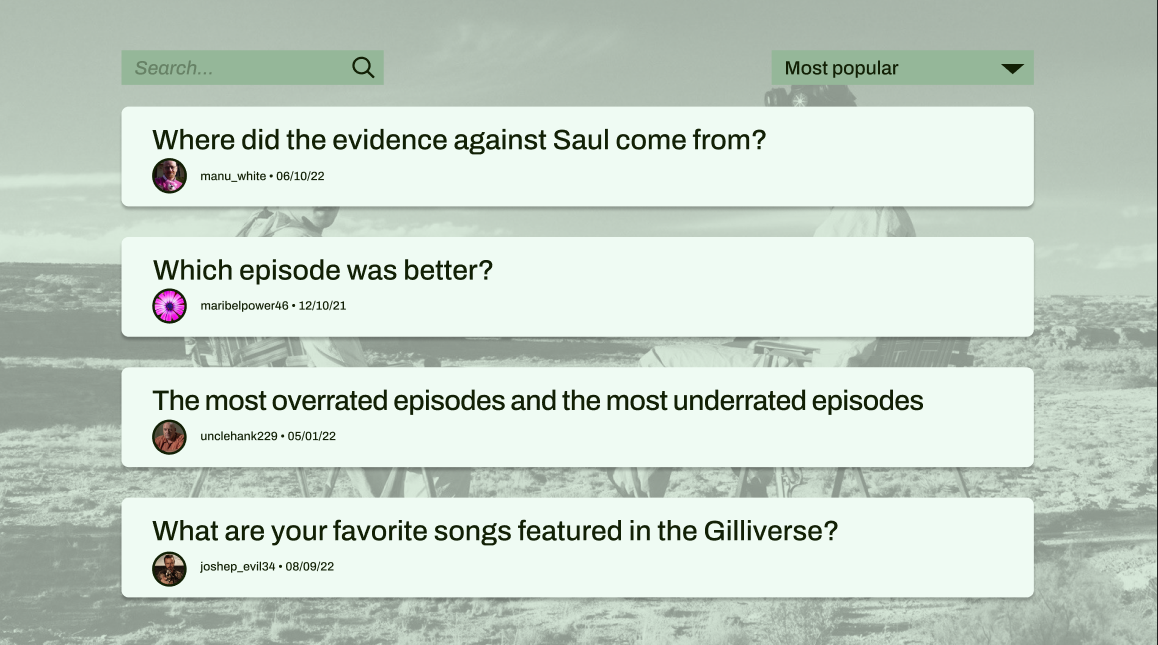 Search...
Most popular
Where did the evidence against Saul come from?
manu_white • 06/10/22
Which episode was better?
maribelpower46 • 12/10/21
The most overrated episodes and the most underrated episodes
unclehank229 • 05/01/22
What are your favorite songs featured in the Gilliverse?
joshep_evil34 • 08/09/22